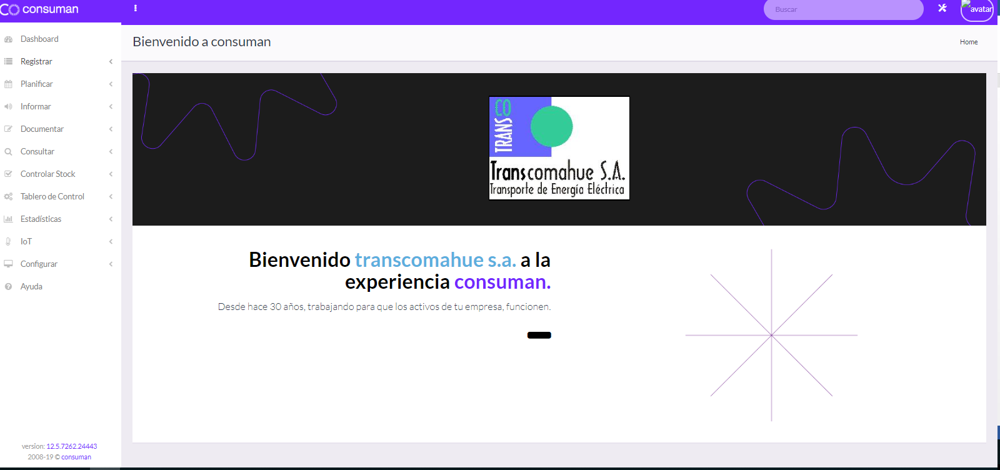 consuman
Buscar
avatar
Bienvenido a consuman
Home
Dashboard
Registrar
Planificar
Informar
Documentar
Consultar
Controlar Stock
Tablero de Control
Estadísticas
IoT
Configurar
Ayuda
TRANSCO
Transcomahue S.A.
Transporte de Energía Eléctrica
Bienvenido transcomahue s.a. a la
experiencia consuman.
Desde hace 30 años, trabajando para que los activos de tu empresa, funcionen.
version: 12.5.7262.24443
2008-19 © consuman